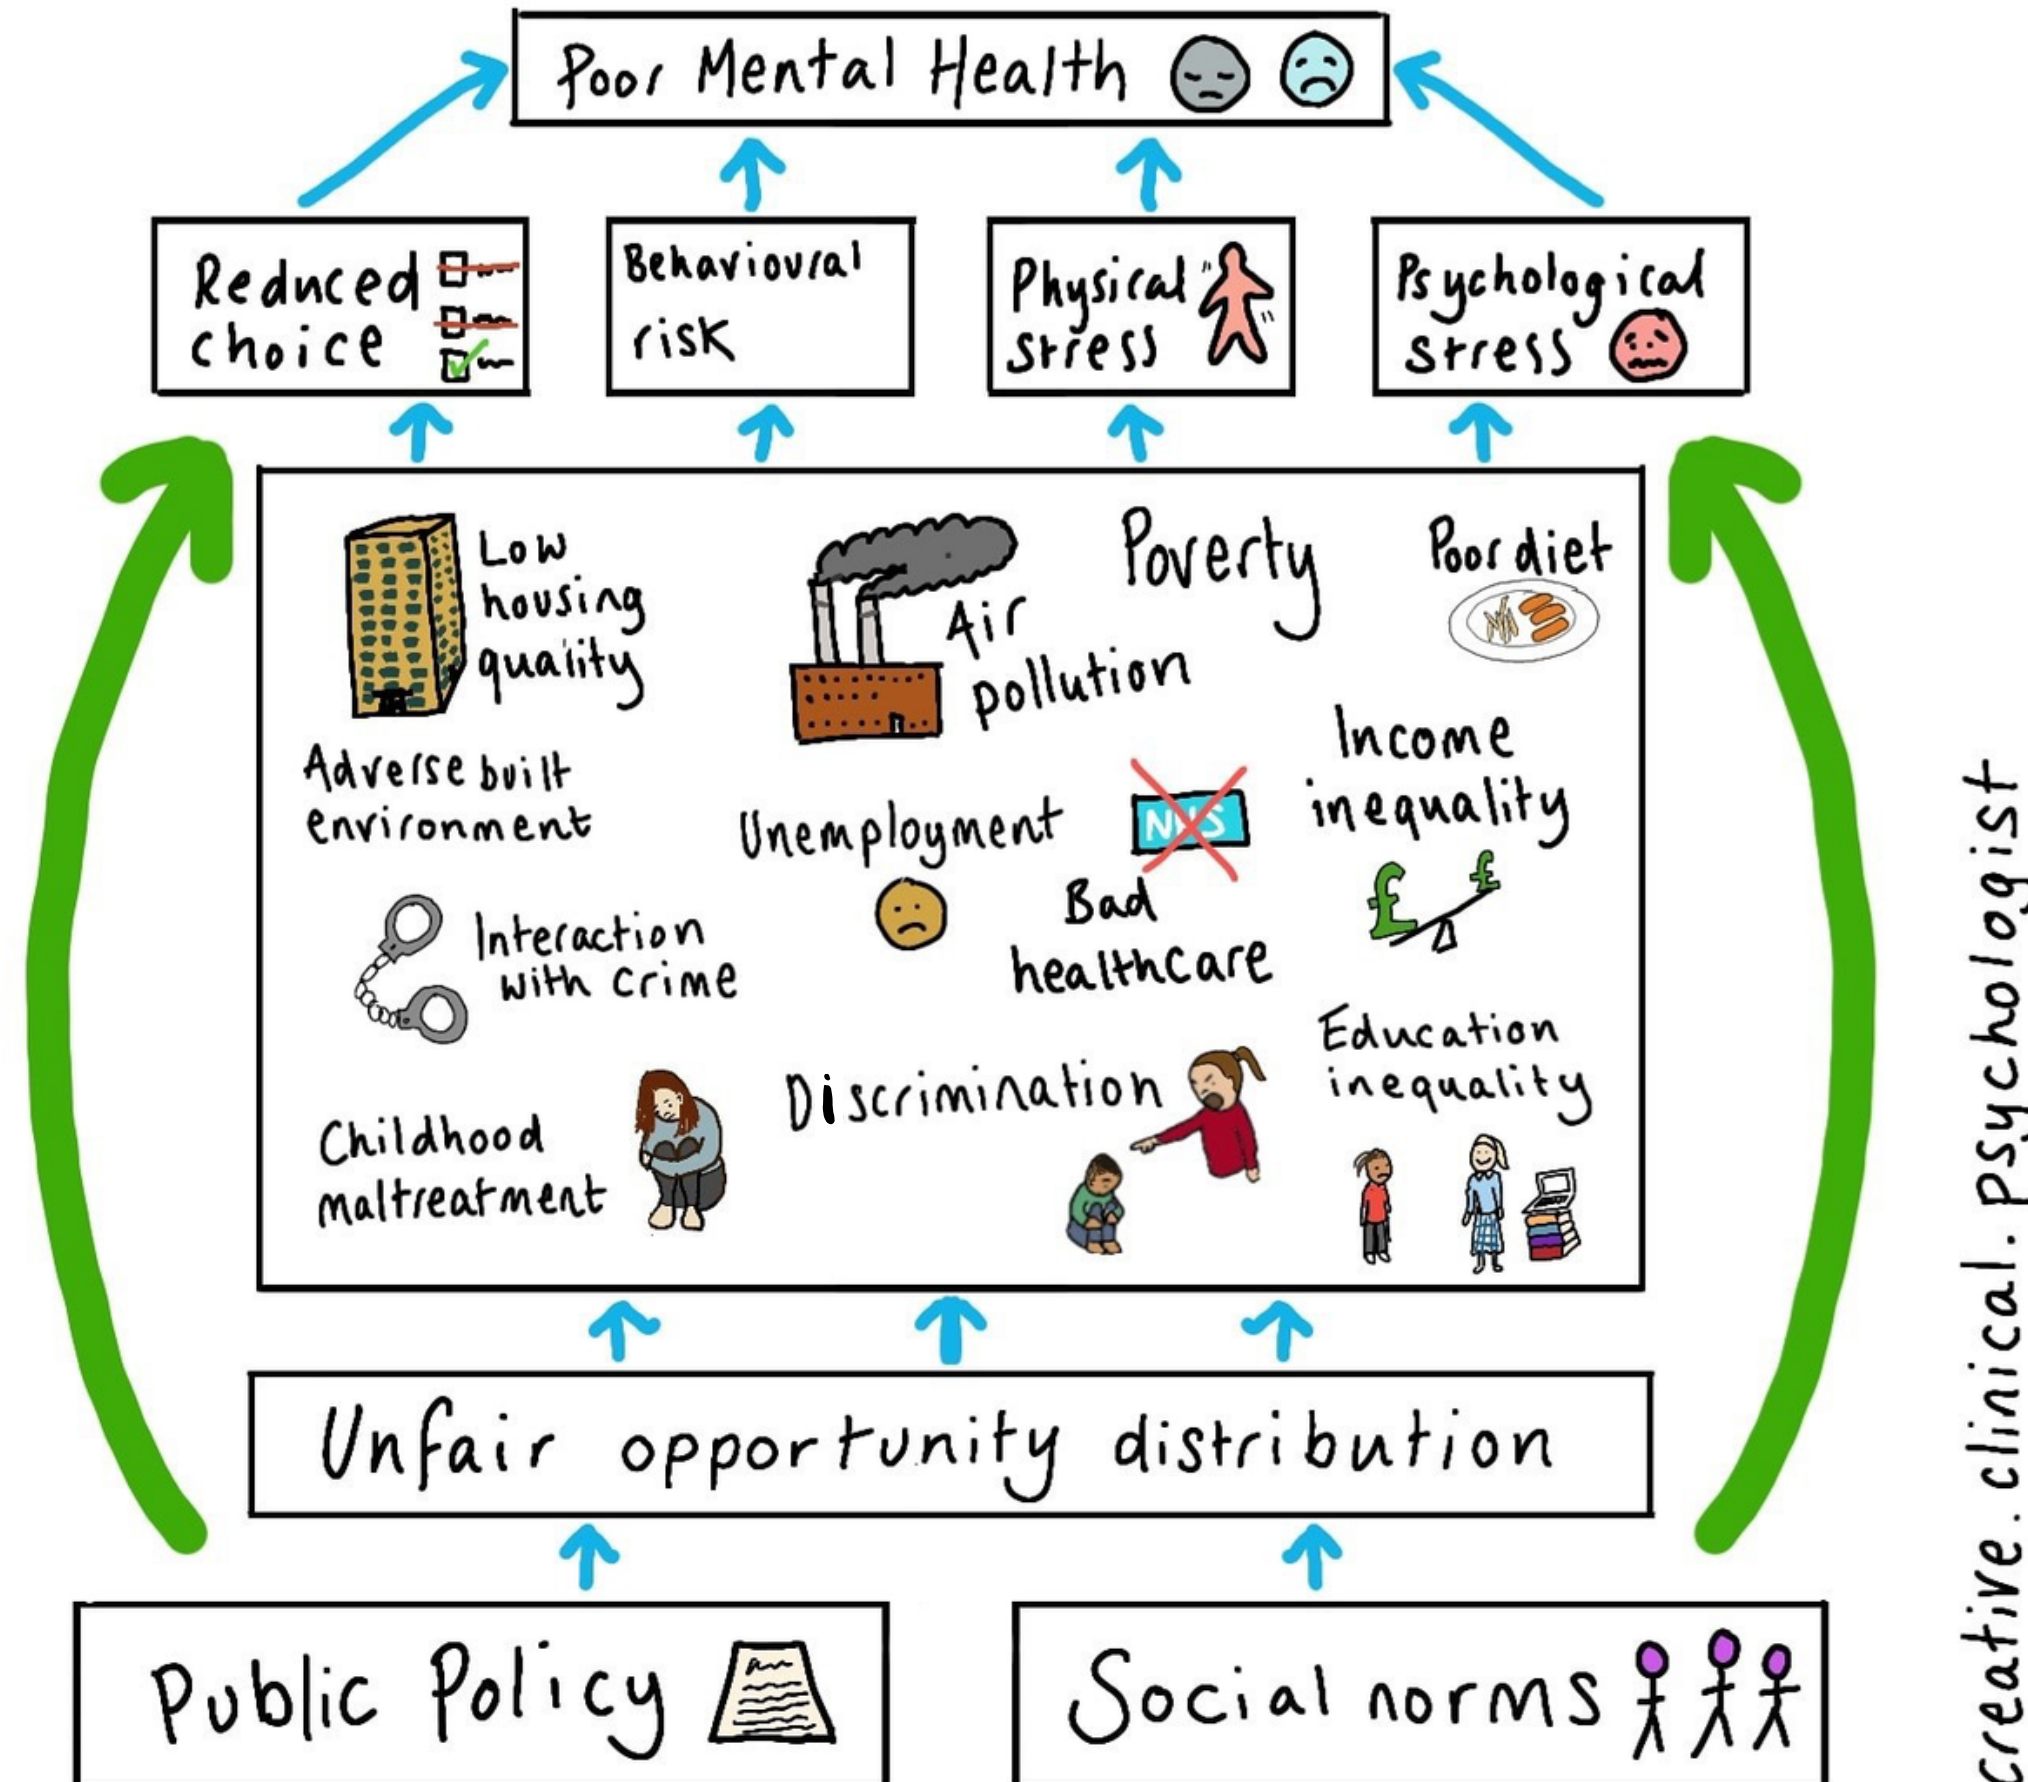 Poor Mental Health
Reduced
choice
Behavioural
risk
Physical
stress
Psychological
stress
Low
housing
quality
Air
pollution
Poverty
Poor diet
Adverse built
environment
Unemployment
NHS
Bad
healthcare
Income
inequality
£ £
Interaction
with crime
Childhood
maltreatment
Discrimination
Education
inequality
Unfair opportunity distribution
Public Policy
Social norms
creative.clinical.psychologist